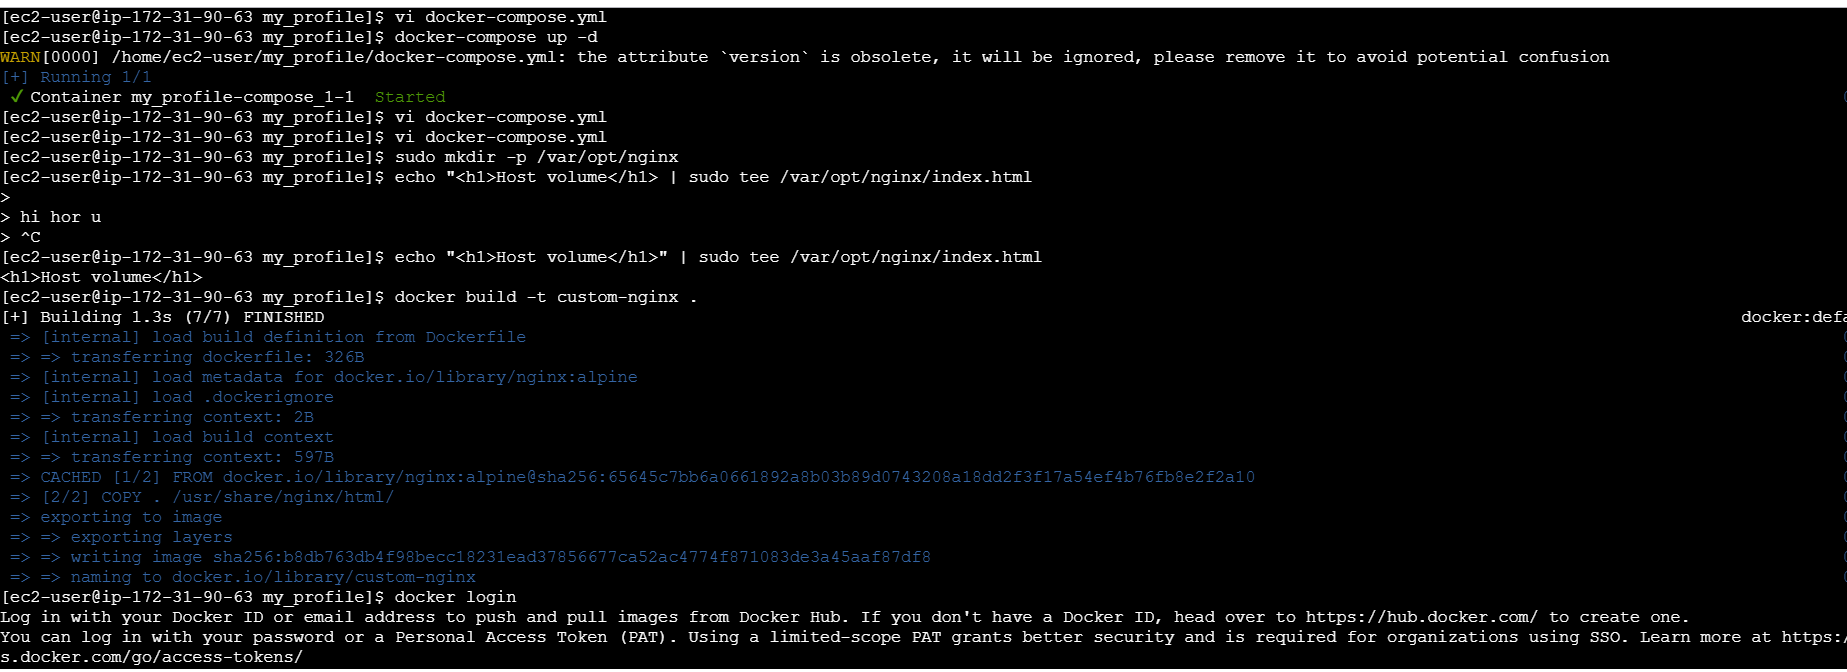 [ec2-user@ip-172-31-90-63 my_profile]$ vi docker-compose.yml
[ec2-user@ip-172-31-90-63 my_profile]$ docker-compose up -d
WARN[0000] /home/ec2-user/my_profile/docker-compose.yml: the attribute `version` is obsolete, it will be ignored, please remove it to avoid potential confusion
[+] Running 1/1
✓ Container my_profile-compose_1-1  Started
[ec2-user@ip-172-31-90-63 my_profile]$ vi docker-compose.yml
[ec2-user@ip-172-31-90-63 my_profile]$ vi docker-compose.yml
[ec2-user@ip-172-31-90-63 my_profile]$ sudo mkdir -p /var/opt/nginx
[ec2-user@ip-172-31-90-63 my_profile]$ echo "<h1>Host volume</h1> | sudo tee /var/opt/nginx/index.html
>
> hi hor u
> ^C
[ec2-user@ip-172-31-90-63 my_profile]$ echo "<h1>Host volume</h1>" | sudo tee /var/opt/nginx/index.html
<h1>Host volume</h1>
[ec2-user@ip-172-31-90-63 my_profile]$ docker build -t custom-nginx .
[+] Building 1.3s (7/7) FINISHED docker:defa
=> [internal] load build definition from Dockerfile
=> => transferring dockerfile: 326B
=> [internal] load metadata for docker.io/library/nginx:alpine
=> [internal] load .dockerignore
=> => transferring context: 2B
=> [internal] load build context
=> => transferring context: 597B
=> CACHED [1/2] FROM docker.io/library/nginx:alpine@sha256:65645c7bb6a0661892a8b03b89d0743208a18dd2f3f17a54ef4b76fb8e2f2a10
=> [2/2] COPY . /usr/share/nginx/html/
=> exporting to image
=> => exporting layers
=> => writing image sha256:b8db763db4f98becc18231ead37856677ca52ac4774f871083de3a45aaf87df8
=> => naming to docker.io/library/custom-nginx
[ec2-user@ip-172-31-90-63 my_profile]$ docker login
Log in with your Docker ID or email address to push and pull images from Docker Hub. If you don't have a Docker ID, head over to https://hub.docker.com/ to create one.
You can log in with your password or a Personal Access Token (PAT). Using a limited-scope PAT grants better security and is required for organizations using SSO. Learn more at https:/
s.docker.com/go/access-tokens/